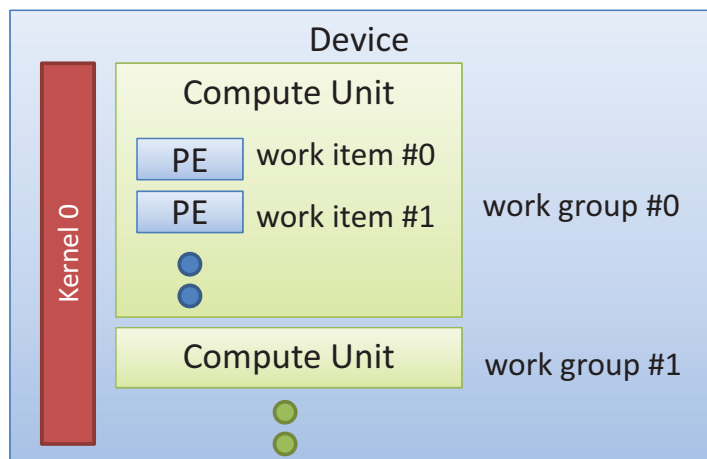 Device
Kernel 0
Compute Unit
PE
work item #0
PE
work item #1
work group #0
Compute Unit
work group #1